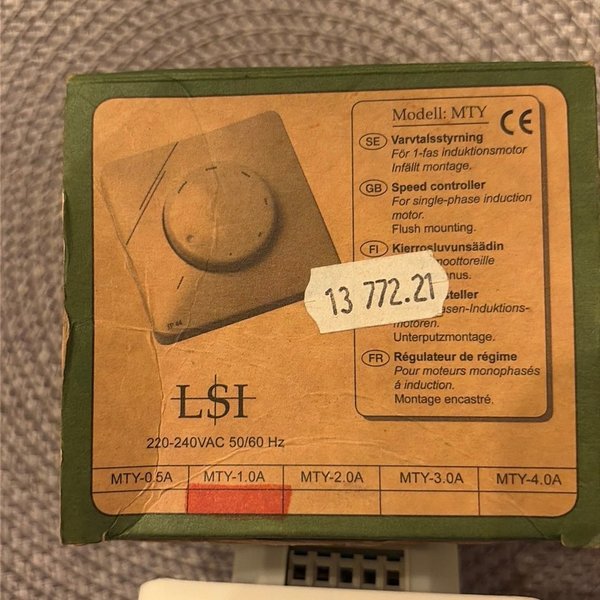 Modell: MTY CE
SE Varvtalsstyrning
För 1-fas induktionsmotor
Infällt montage.
GB Speed controller
For single-phase induction
motor.
Flush mounting.
FI Kierrosluvunsäädin
13 772.21
Unterputzmontage.
motoren.
FR Régulateur de régime
Pour moteurs monophasés
á induction.
Montage encastré.
IP 44
LSI
220-240VAC 50/60 Hz
MTY-0.5A MTY-1.0A MTY-2.0A MTY-3.0A MTY-4.0A